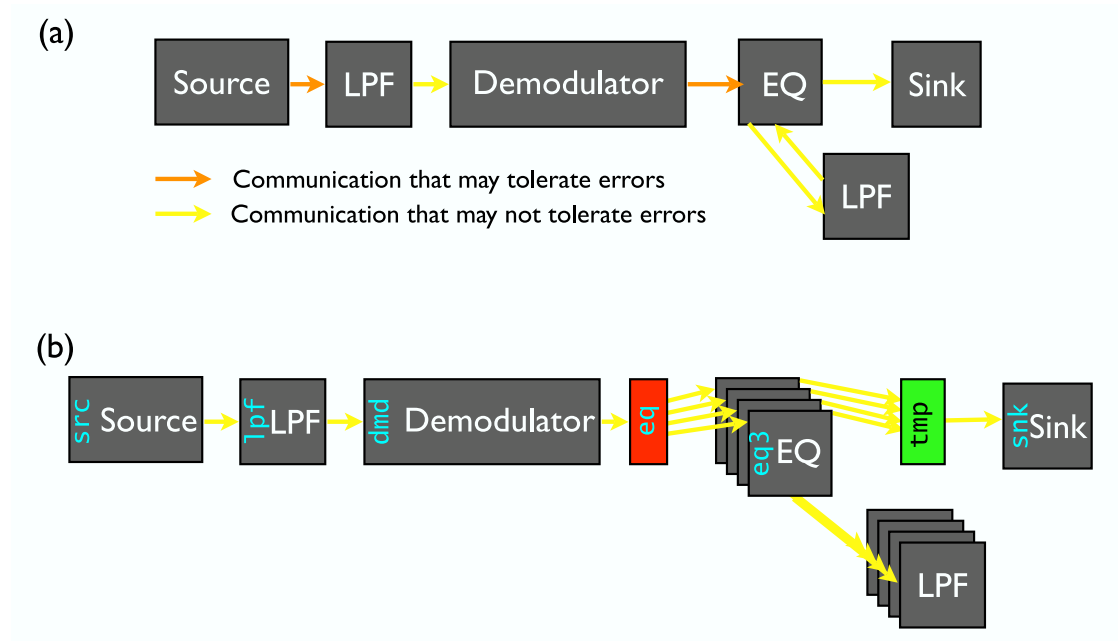 (a)
Source
LPF
Demodulator
EQ
Sink
LPF
Communication that may tolerate errors
Communication that may not tolerate errors
(b)
src
Source
lpf
LPF
dmd
Demodulator
eq
eq3
EQ
tmp
snk
Sink
LPF